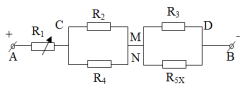 R₂ R₃
+ R₁ C M D -
A N B
R₄ R₅ₓ